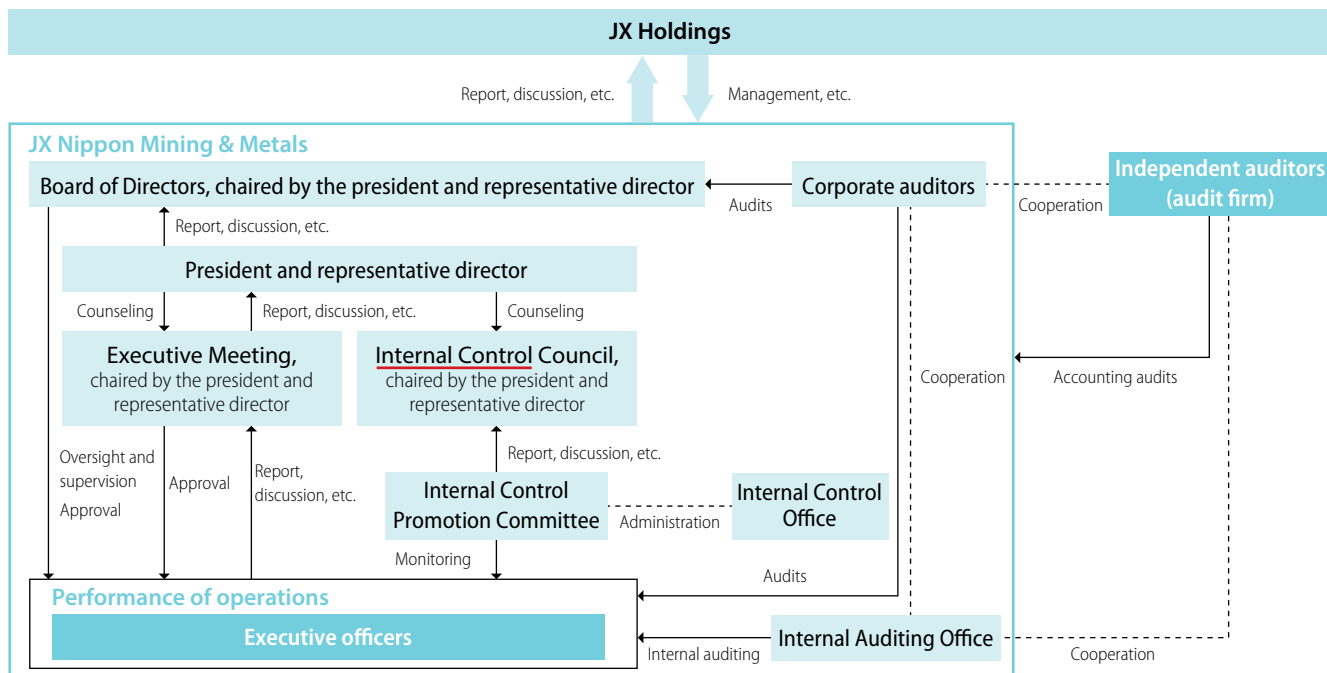 JX Holdings
Report, discussion, etc.
Management, etc.
JX Nippon Mining & Metals
Board of Directors, chaired by the president and representative director
Audits
Corporate auditors
Cooperation
Independent auditors
(audit firm)
Report, discussion, etc.
President and representative director
Counseling
Report, discussion, etc.
Counseling
Executive Meeting,
chaired by the president and
representative director
Internal Control Council,
chaired by the president and
representative director
Cooperation
Accounting audits
Oversight and
supervision
Approval
Approval
Report,
discussion, etc.
Report, discussion, etc.
Internal Control
Promotion Committee
Administration
Internal Control
Office
Monitoring
Audits
Performance of operations
Executive officers
Internal auditing
Internal Auditing Office
Cooperation